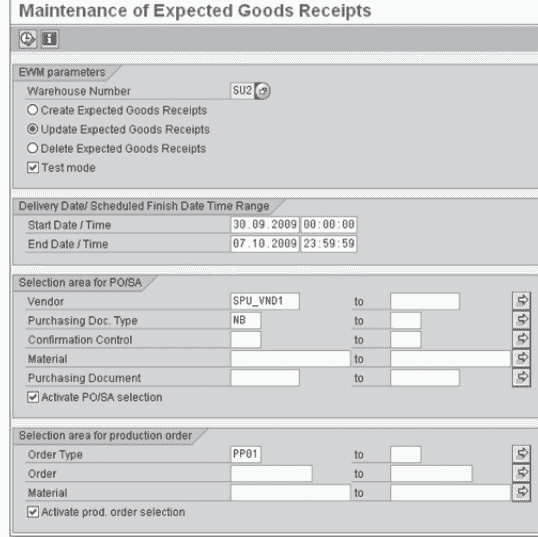 Maintenance of Expected Goods Receipts
EWM parameters
Warehouse Number SU2
Create Expected Goods Receipts
Update Expected Goods Receipts
Delete Expected Goods Receipts
Test mode
Delivery Date/ Scheduled Finish Date Time Range
Start Date / Time 30.09.2009 00:00:00
End Date / Time 07.10.2009 23:59:59
Selection area for PO/SA
Vendor SPU_VND1 to
Purchasing Doc. Type NB to
Confirmation Control to
Material to
Purchasing Document to
Activate PO/SA selection
Selection area for production order
Order Type PP01 to
Order to
Material to
Activate prod. order selection